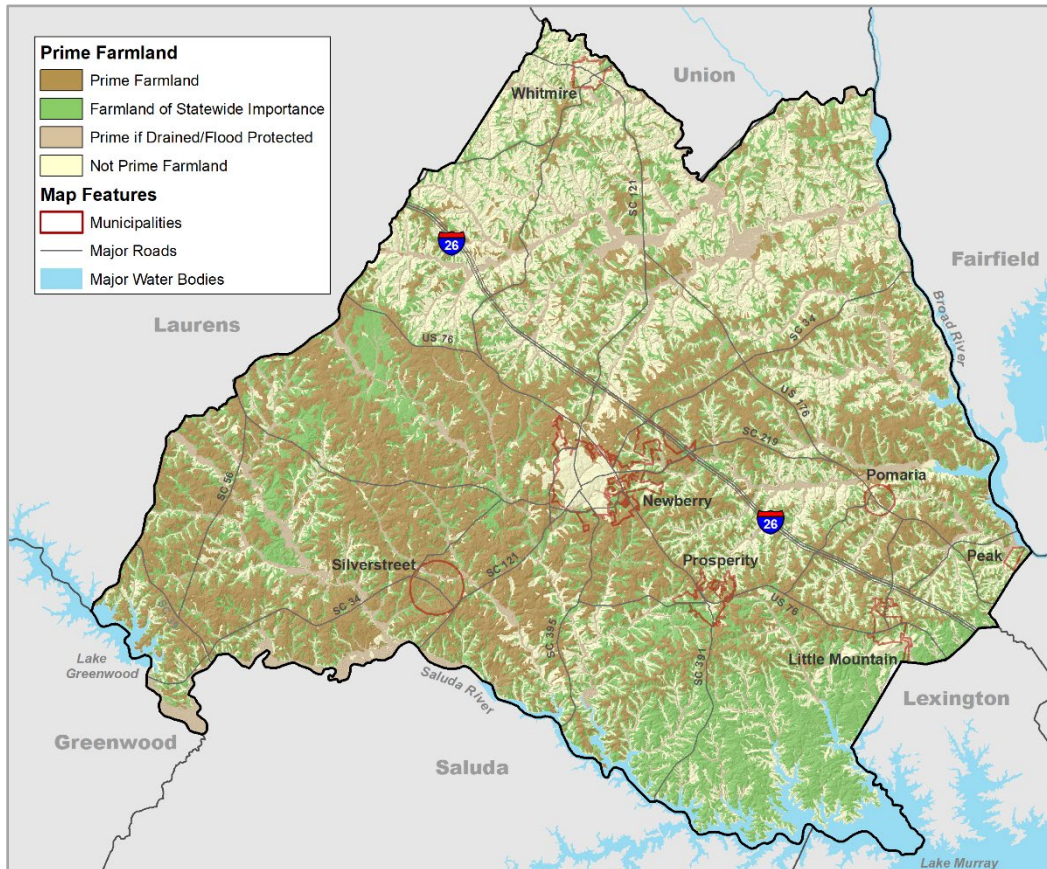 Prime Farmland
Prime Farmland
Farmland of Statewide Importance
Prime if Drained/Flood Protected
Not Prime Farmland
Map Features
Municipalities
Major Roads
Major Water Bodies
Union
Whitmire
SC 121
26
Fairfield
Laurens
Broad River
US 76
SC 34
US 176
SC 219
SC 56
Pomaria
Newberry
26
Peak
Silverstreet
SC 121
Prosperity
SC 34
US 76
SC 395
SC 391
Little Mountain
Lake
Greenwood
Saluda River
Lexington
Greenwood
Saluda
Lake Murray